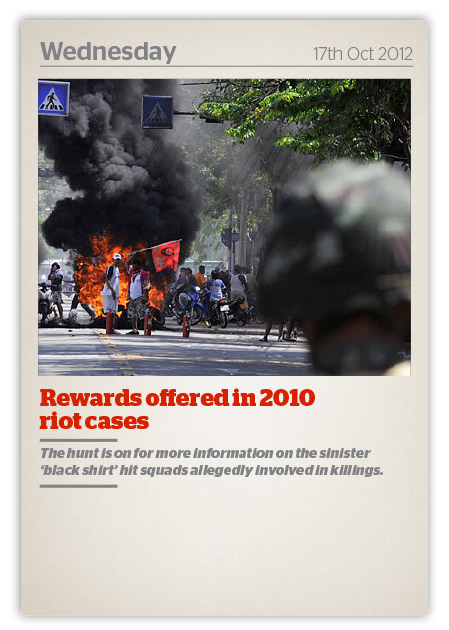 Wednesday 17th Oct 2012
Rewards offered in 2010
riot cases
The hunt is on for more information on the sinister
‘black shirt’ hit squads allegedly involved in killings.